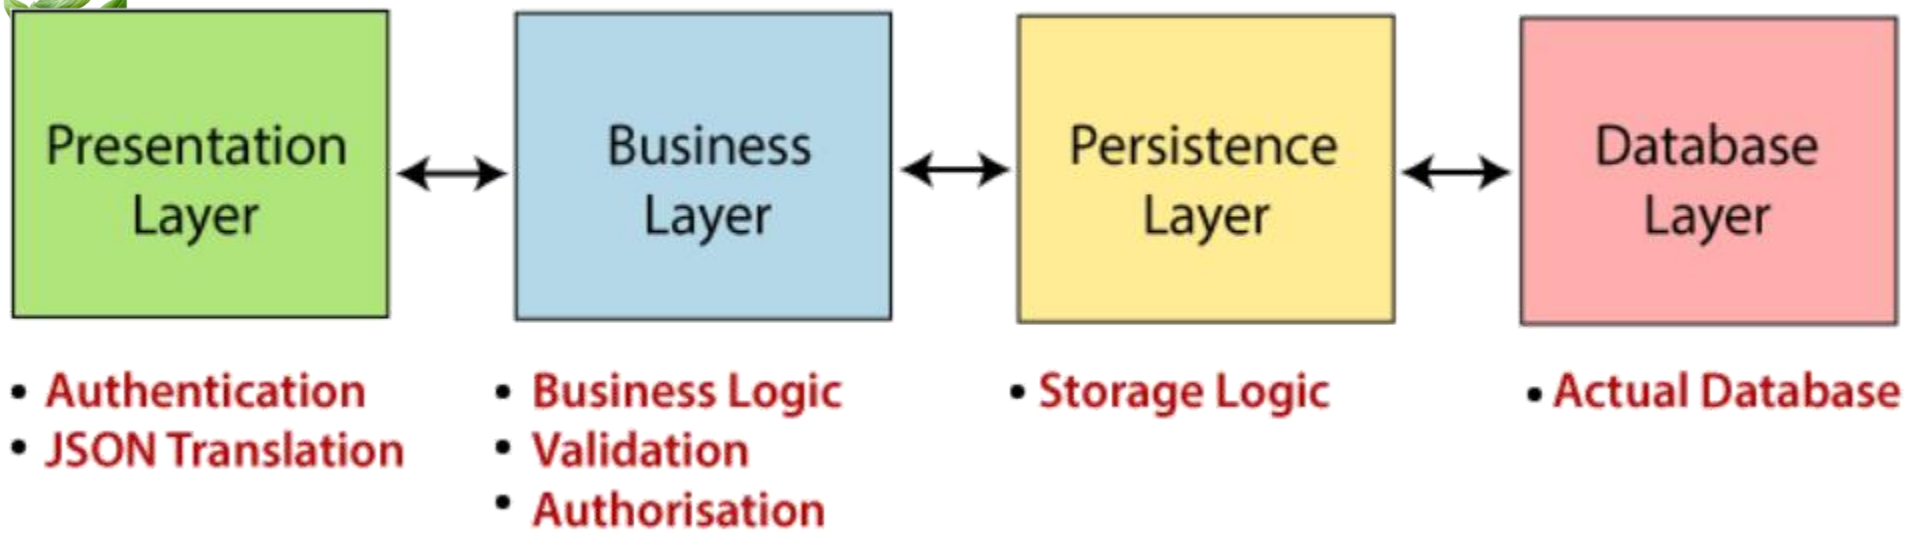 Presentation
Layer
Business
Layer
Persistence
Layer
Database
Layer
• Authentication
• JSON Translation
• Business Logic
• Validation
• Authorisation
• Storage Logic
• Actual Database